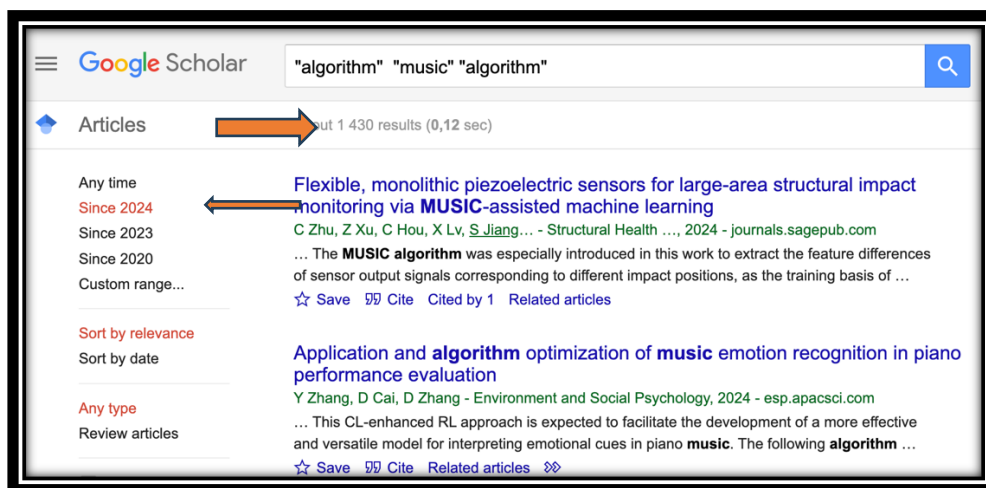 Google Scholar
"algorithm"  "music" "algorithm"
Articles
out 1 430 results (0,12 sec)
Any time
Since 2024
Since 2023
Since 2020
Custom range...
Sort by relevance
Sort by date
Any type
Review articles
Flexible, monolithic piezoelectric sensors for large-area structural impact
monitoring via MUSIC-assisted machine learning
C Zhu, Z Xu, C Hou, X Lv, S Jiang… - Structural Health …, 2024 - journals.sagepub.com
… The MUSIC algorithm was especially introduced in this work to extract the feature differences
of sensor output signals corresponding to different impact positions, as the training basis of …
Save Cite Cited by 1 Related articles
Application and algorithm optimization of music emotion recognition in piano
performance evaluation
Y Zhang, D Cai, D Zhang - Environment and Social Psychology, 2024 - esp.apacsci.com
… This CL-enhanced RL approach is expected to facilitate the development of a more effective
and versatile model for interpreting emotional cues in piano music. The following algorithm …
Save Cite Related articles